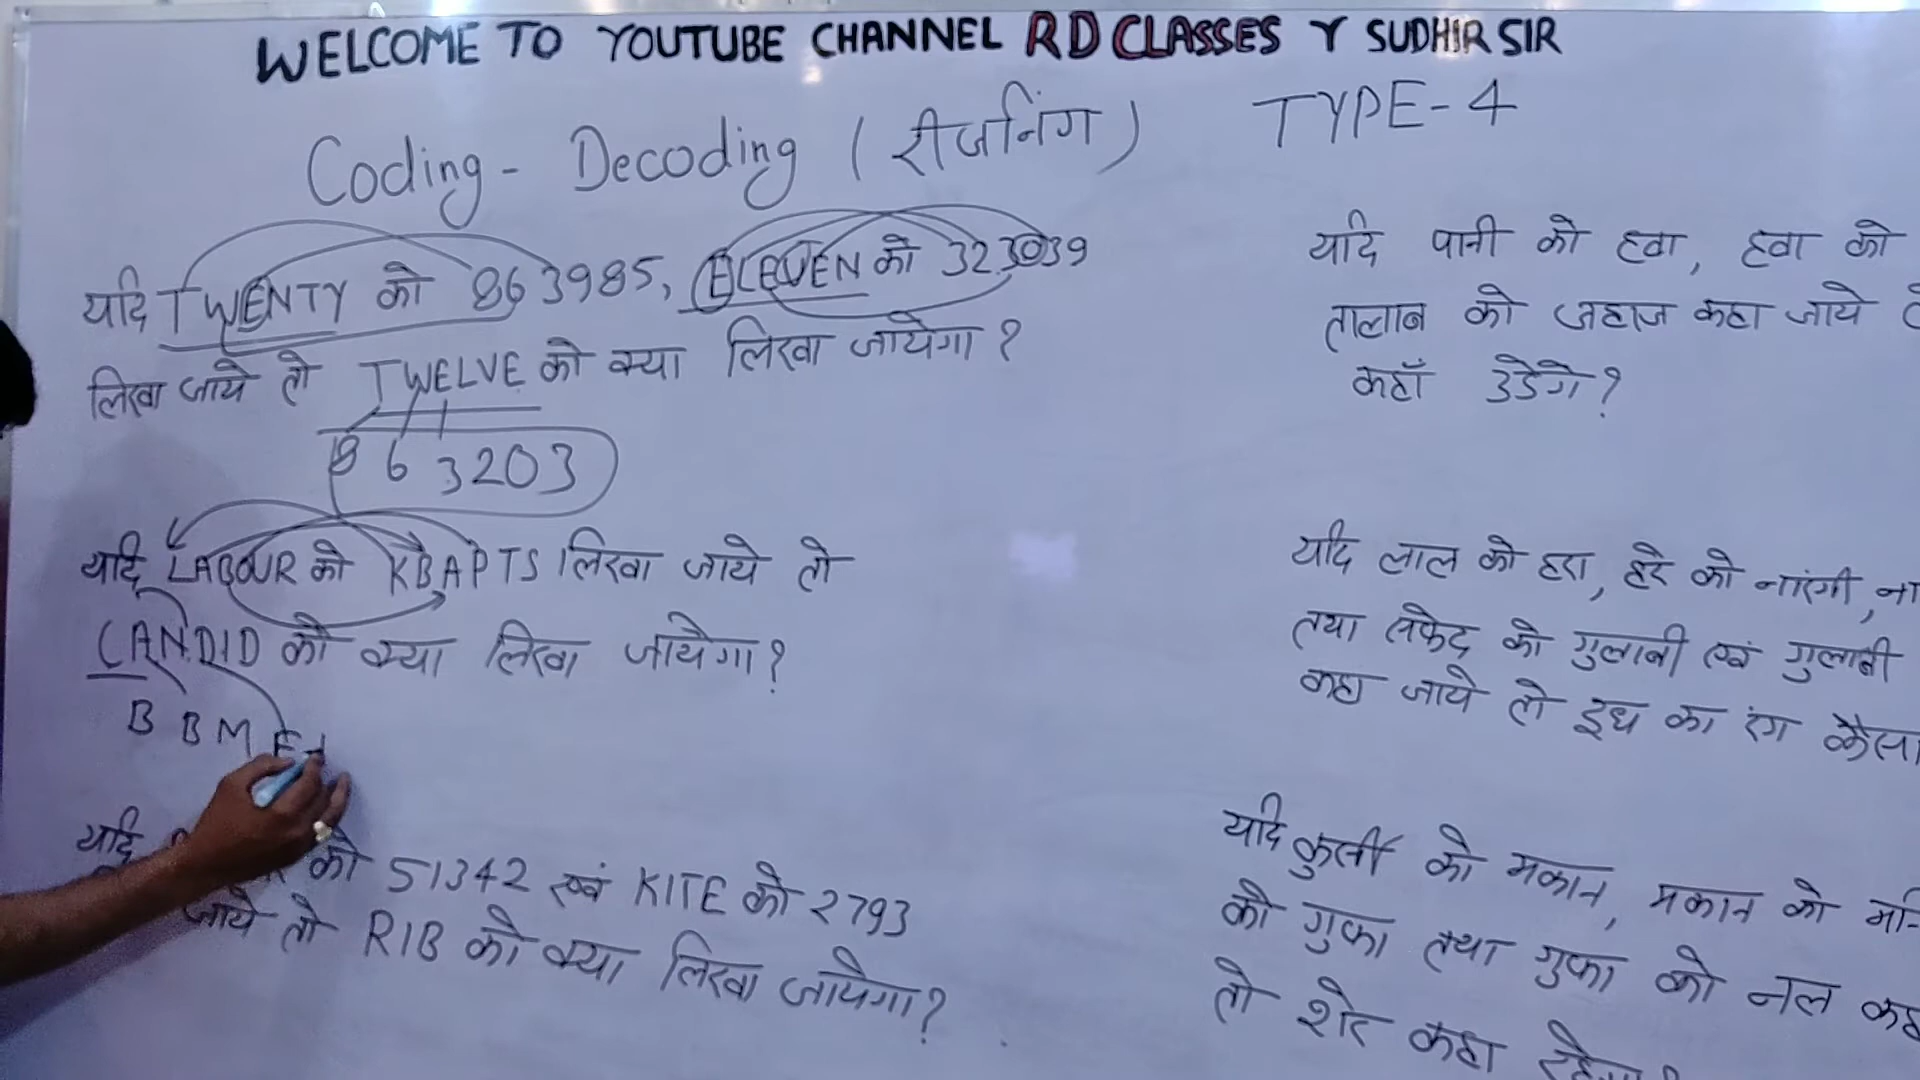 WELCOME TO YOUTUBE CHANNEL RD CLASSES Y SUDHIR SIR
Coding - Decoding (रीजनिंग) TYPE-4
यदि TWENTY को 863985, ELEVEN को 323039
लिखा जाये तो TWELVE को क्या लिखा जायेगा?
863203
यदि LABOUR को KBAPTS लिखा जाये तो
CANDID को क्या लिखा जायेगा?
B B M E
यदि को 51342 एवं KITE को 2793
जाये तो RIB को क्या लिखा जायेगा?
यदि पानी को हवा, हवा को
तालाब को जहाज कहा जाये
कहाँ उडेगे?
यदि लाल को हरा, हरे को नारंगी, ना
तथा सफेद को गुलाबी एवं गुलाबी
कहा जाये तो दूध का रंग कैसा
यदि कुर्सी को मकान, मकान को
को गुफा तथा गुफा को नल कहा
तो शेर कहा